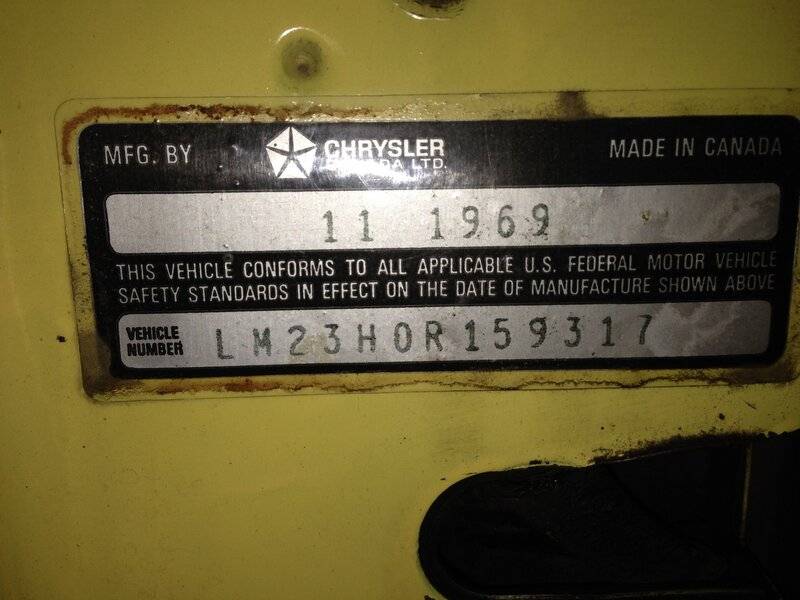 MFG. BY CHRYSLER MADE IN CANADA
CANADA LTD.
11 1969
THIS VEHICLE CONFORMS TO ALL APPLICABLE U.S. FEDERAL MOTOR VEHICLE
SAFETY STANDARDS IN EFFECT ON THE DATE OF MANUFACTURE SHOWN ABOVE
VEHICLE
NUMBER LM23H0R159317